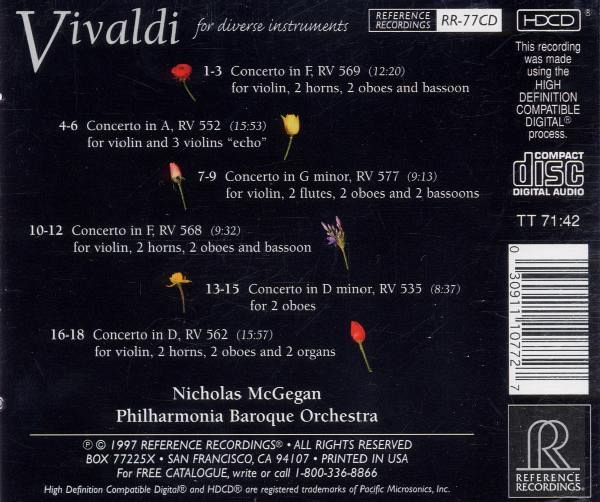 Vivaldi for diverse instruments
REFERENCE RECORDINGS RR-77CD
HDCD®
This recording
was made
using the
HIGH
DEFINITION
COMPATIBLE
DIGITAL®
process.
COMPACT
disc
DIGITAL AUDIO
TT 71:42
1-3 Concerto in F, RV 569 (12:20)
for violin, 2 horns, 2 oboes and bassoon
4-6 Concerto in A, RV 552 (15:53)
for violin and 3 violins “echo”
7-9 Concerto in G minor, RV 577 (9:13)
for violin, 2 flutes, 2 oboes and 2 bassoons
10-12 Concerto in F, RV 568 (9:32)
for violin, 2 horns, 2 oboes and bassoon
13-15 Concerto in D minor, RV 535 (8:37)
for 2 oboes
16-18 Concerto in D, RV 562 (15:57)
for violin, 2 horns, 2 oboes and 2 organs
Nicholas McGegan
Philharmonia Baroque Orchestra
℗ © 1997 REFERENCE RECORDINGS® • ALL RIGHTS RESERVED
BOX 77225X • SAN FRANCISCO, CA 94107 • PRINTED IN USA
For FREE CATALOGUE, write or call 1-800-336-8866
High Definition Compatible Digital® and HDCD® are registered trademarks of Pacific Microsonics, Inc.
0 30911 10772 7
RR
REFERENCE
RECORDINGS